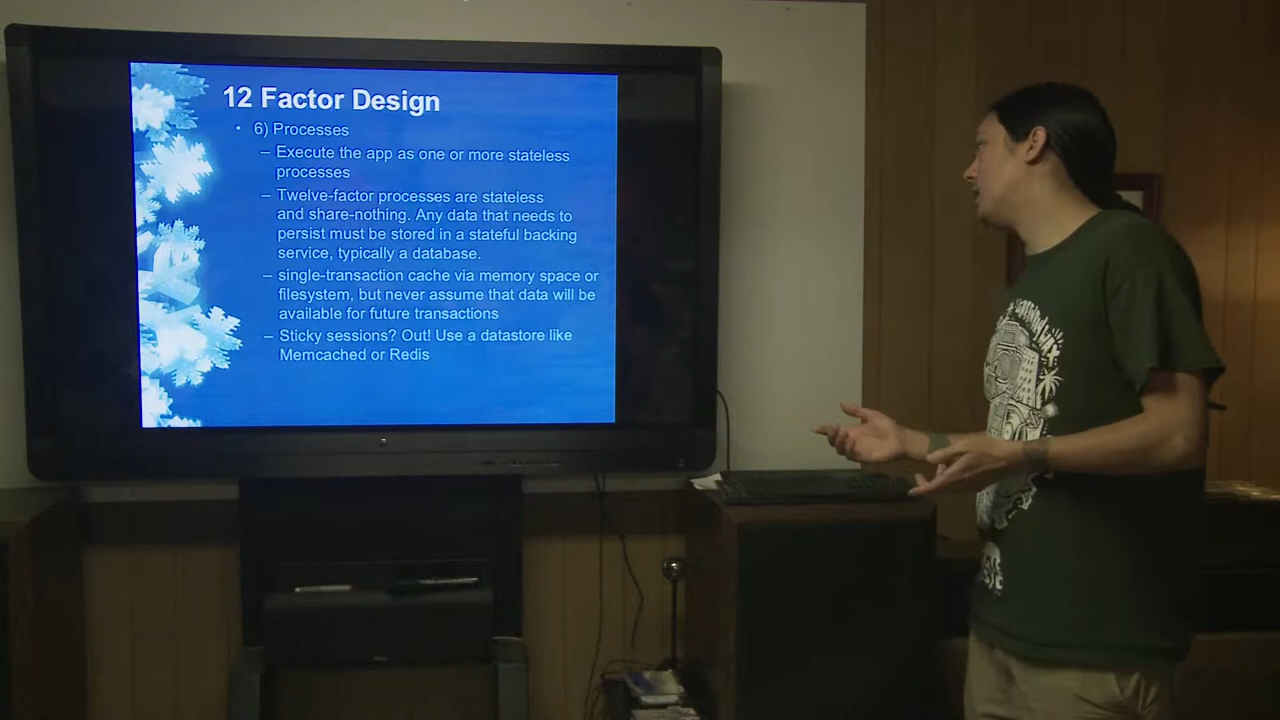 12 Factor Design
• 6) Processes
– Execute the app as one or more stateless
processes
– Twelve-factor processes are stateless
and share-nothing. Any data that needs to
persist must be stored in a stateful backing
service, typically a database.
– single-transaction cache via memory space or
filesystem, but never assume that data will be
available for future transactions
– Sticky sessions? Out! Use a datastore like
Memcached or Redis